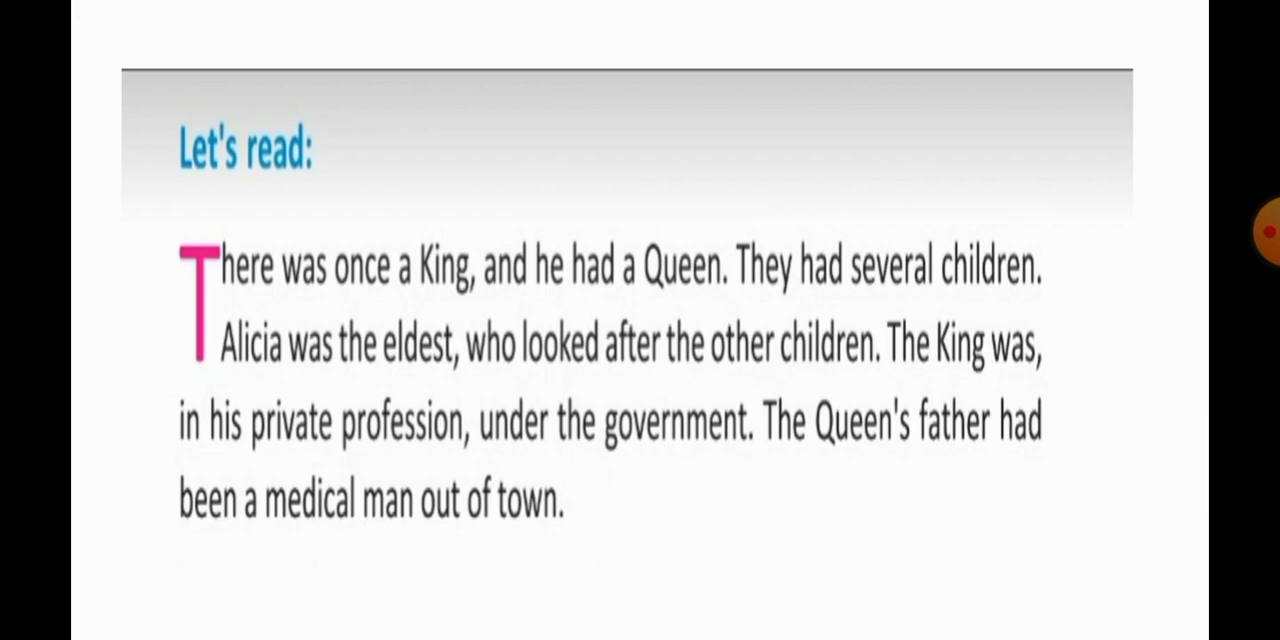 Let's read:
There was once a King, and he had a Queen. They had several children.
Alicia was the eldest, who looked after the other children. The King was,
in his private profession, under the government. The Queen's father had
been a medical man out of town.